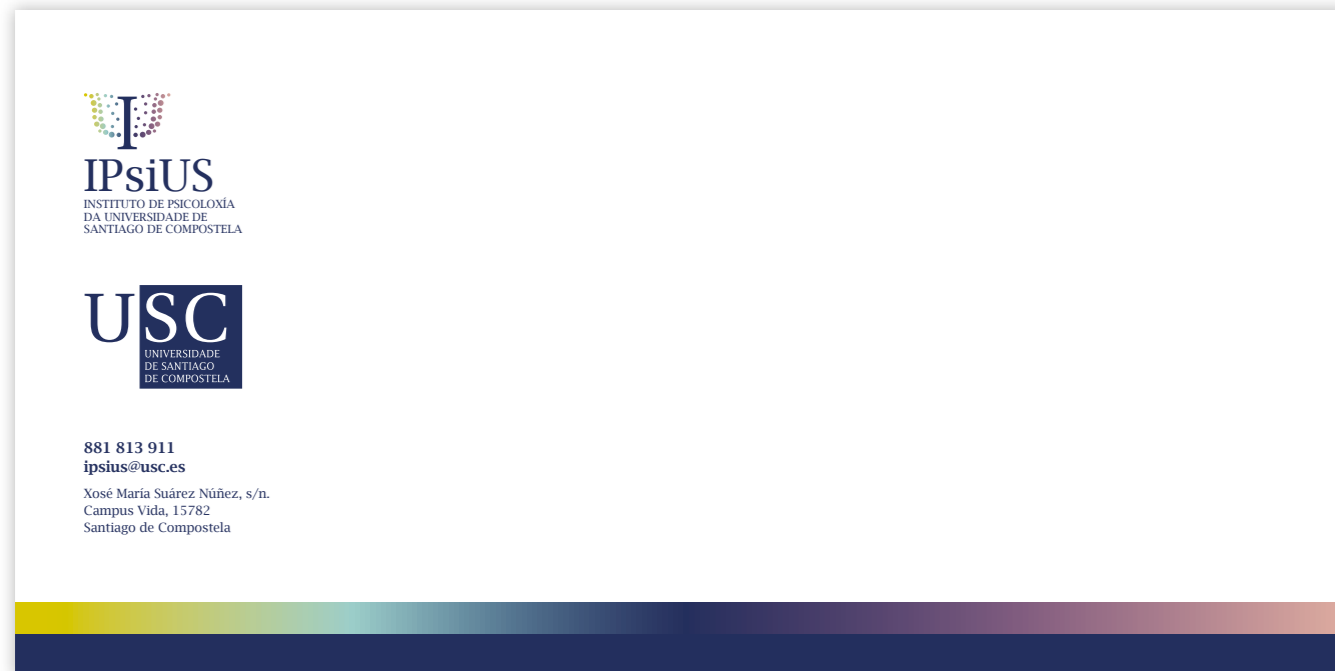 IPsiUS
INSTITUTO DE PSICOLOXÍA
DA UNIVERSIDADE DE
SANTIAGO DE COMPOSTELA
USC
UNIVERSIDADE
DE SANTIAGO
DE COMPOSTELA
881 813 911
ipsius@usc.es
Xosé María Suárez Núñez, s/n.
Campus Vida, 15782
Santiago de Compostela